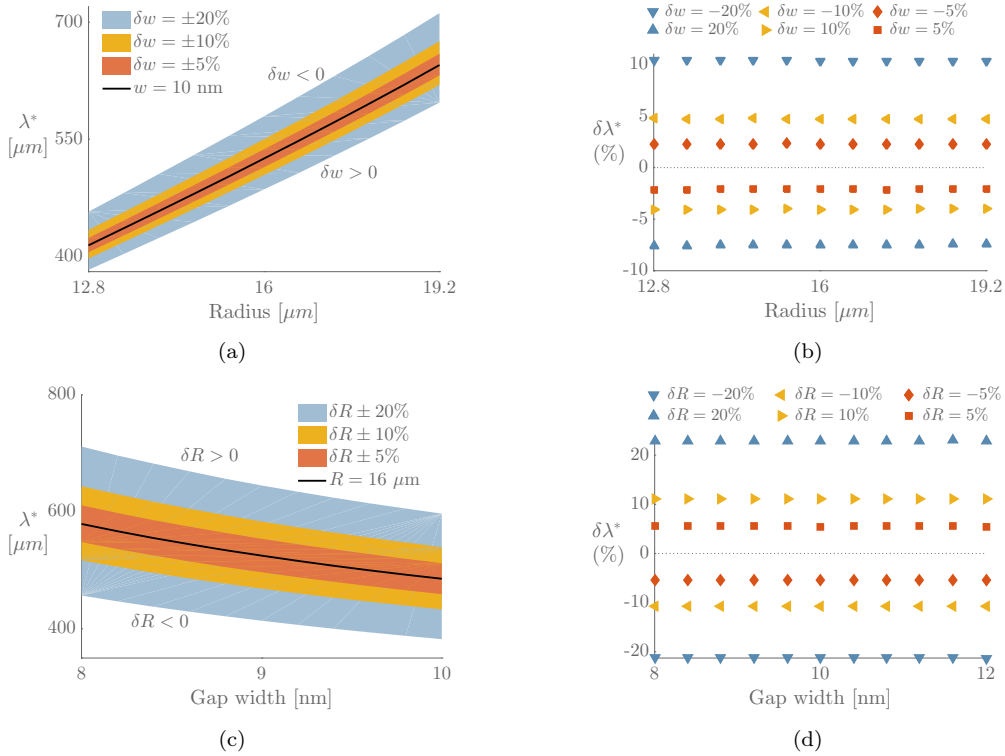 700
δw = ±20%
δw = ±10%
δw = ±5%
w = 10 nm
δw < 0
λ*
[μm]
550
δw > 0
400
12.8
16
19.2
Radius [μm]
(a)
δw = −20%
δw = −10%
δw = −5%
δw = 20%
δw = 10%
δw = 5%
10
5
δλ*
(%)
0
-5
-10
12.8
16
19.2
Radius [μm]
(b)
800
δR ± 20%
δR ± 10%
δR ± 5%
R = 16 μm
δR > 0
600
λ*
[μm]
δR < 0
400
8
9
10
Gap width [nm]
(c)
δR = −20%
δR = −10%
δR = −5%
δR = 20%
δR = 10%
δR = 5%
20
10
δλ*
(%)
0
-10
-20
8
10
12
Gap width [nm]
(d)